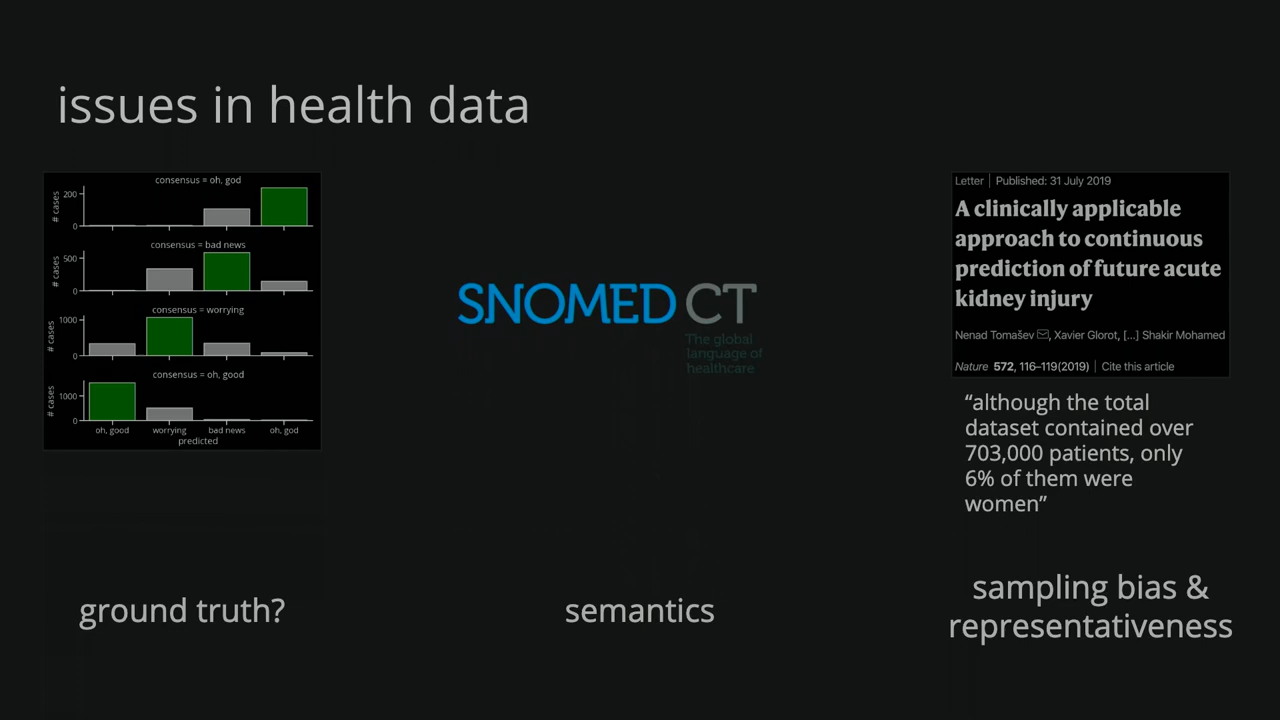 issues in health data
consensus = oh, god
# cases
200
0
consensus = bad news
# cases
500
0
consensus = worrying
# cases
1000
0
consensus = oh, good
# cases
1000
0
oh, good worrying bad news oh, god
predicted
ground truth?
SNOMED CT
The global
language of
healthcare
semantics
Letter | Published: 31 July 2019
A clinically applicable
approach to continuous
prediction of future acute
kidney injury
Nenad Tomašev, Xavier Glorot, [...] Shakir Mohamed
Nature 572, 116–119(2019) | Cite this article
“although the total
dataset contained over
703,000 patients, only
6% of them were
women”
sampling bias &
representativeness